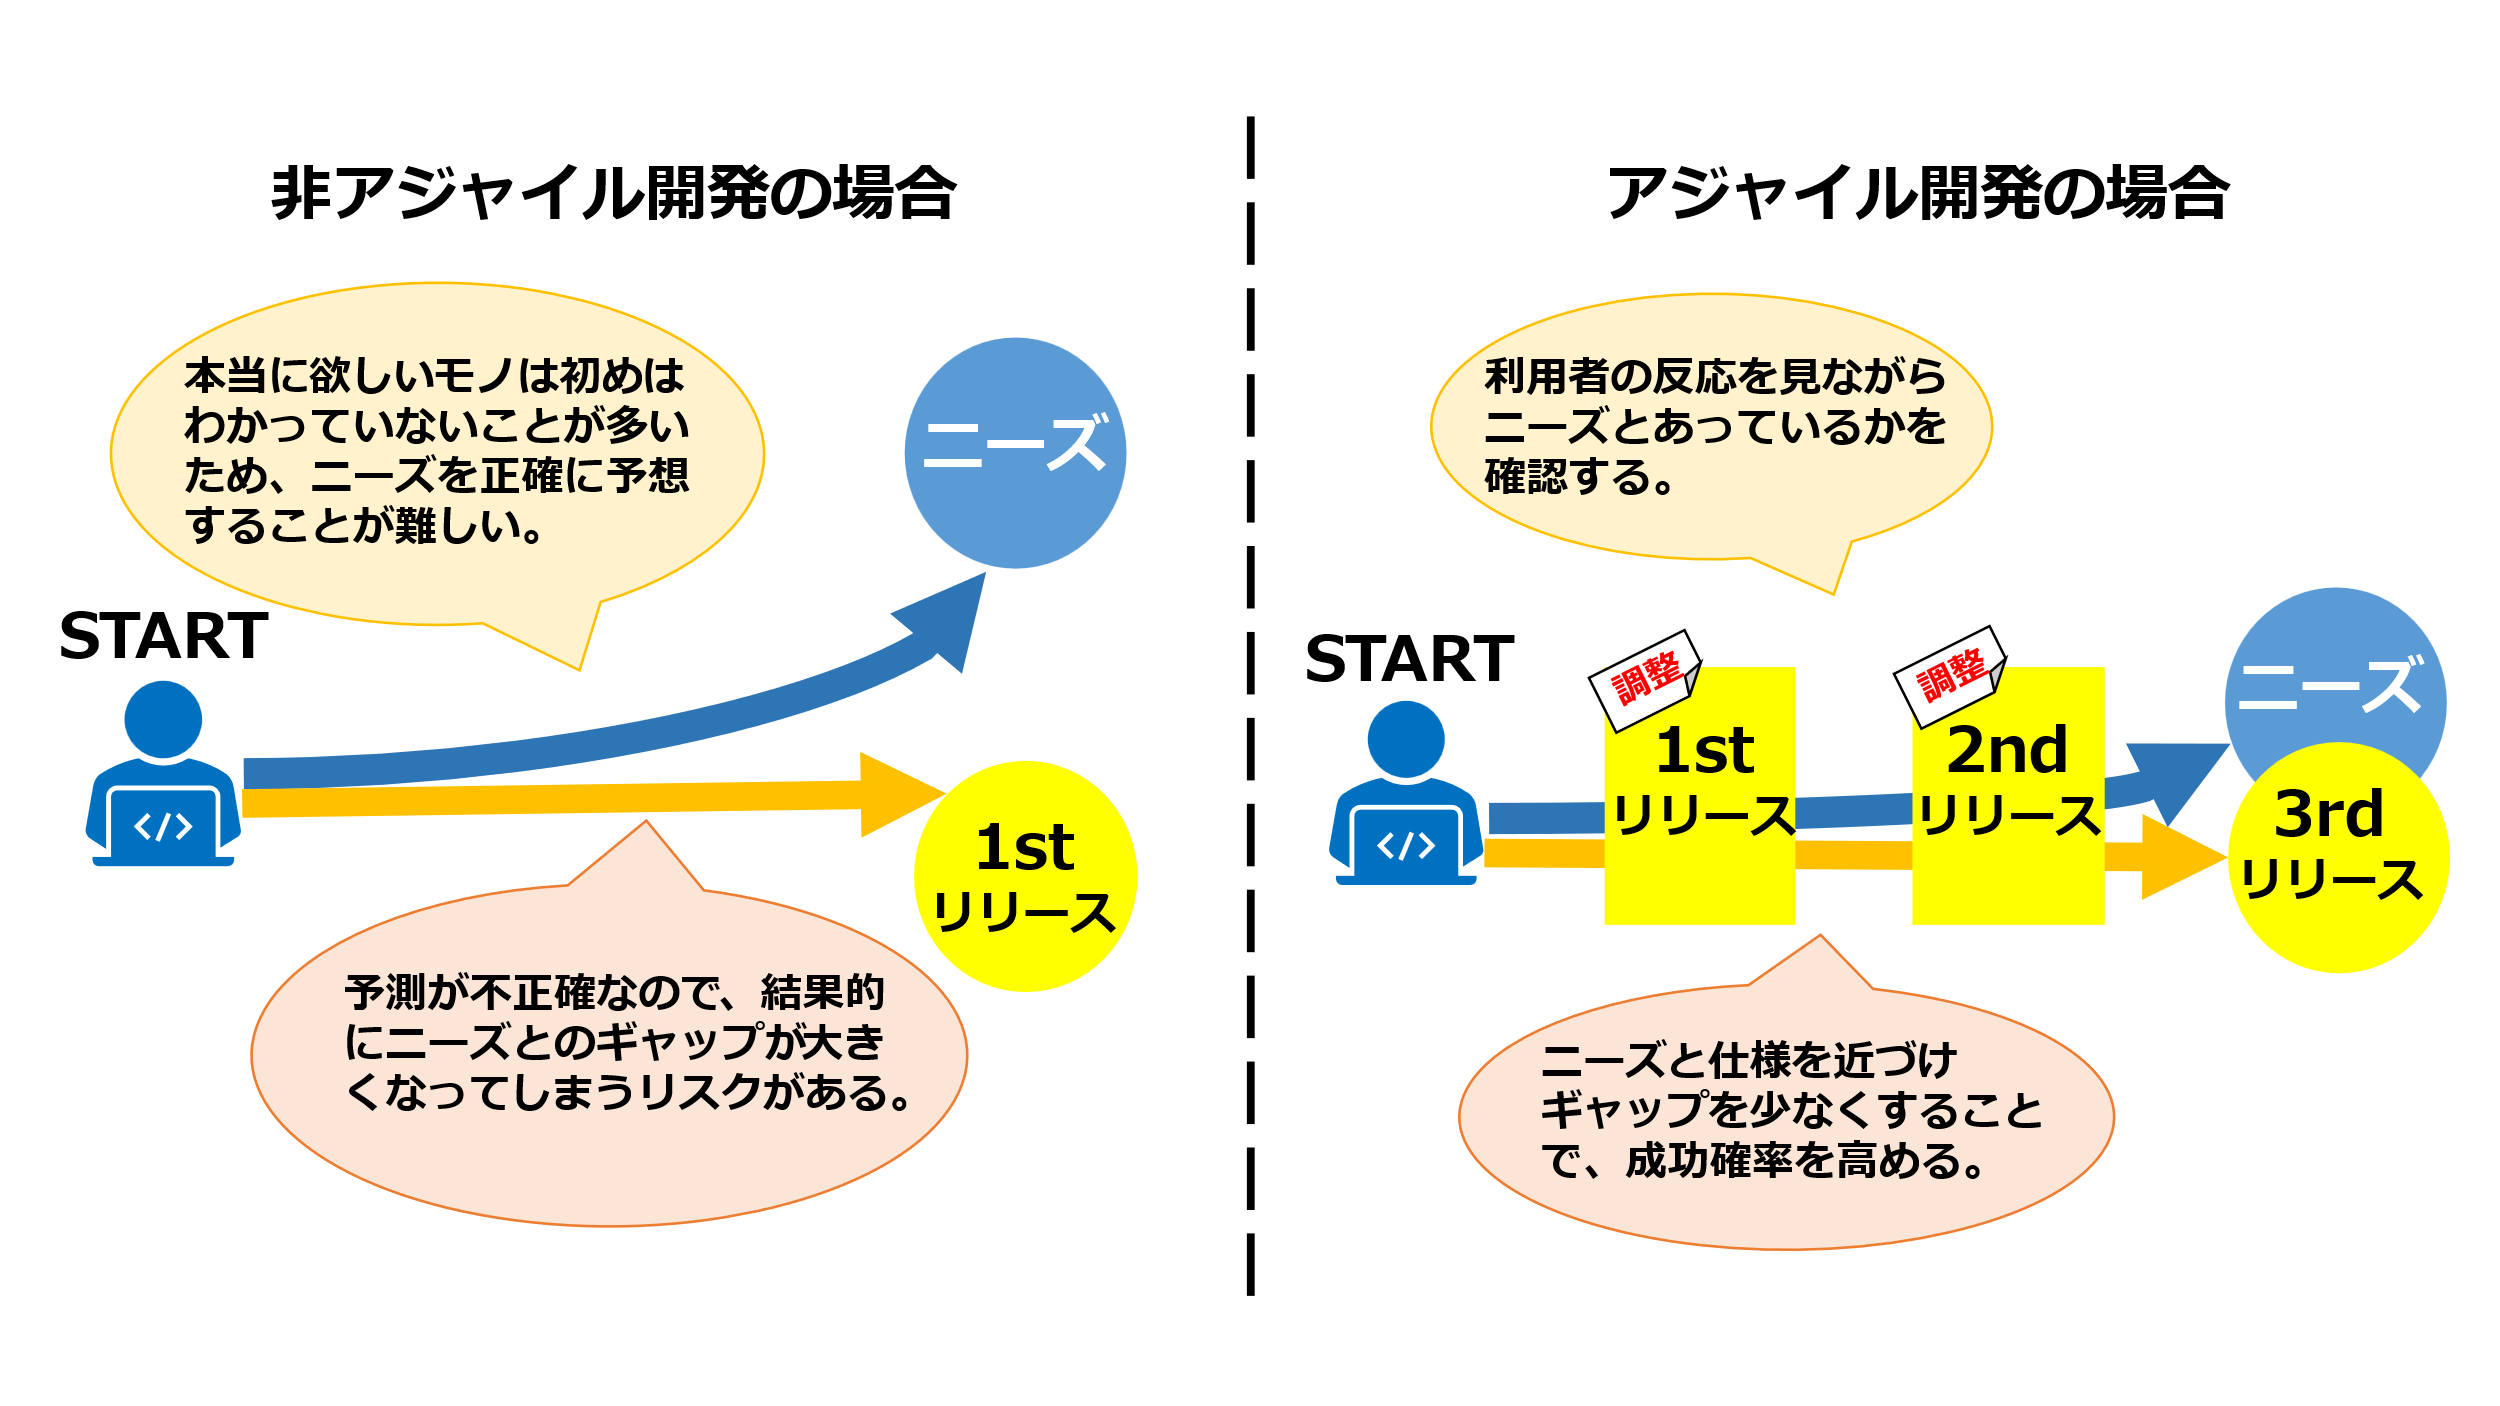 非アジャイル開発の場合
本当に欲しいモノは初めは
わかっていないことが多い
ため、ニーズを正確に予想
することが難しい。
ニーズ
START
1st
リリース
予測が不正確なので、結果的
にニーズとのギャップが大き
くなってしまうリスクがある。
アジャイル開発の場合
利用者の反応を見ながら
ニーズとあっているかを
確認する。
START
調整
1st
リリース
調整
2nd
リリース
ニーズ
3rd
リリース
ニーズと仕様を近づけ
ギャップを少なくすること
で、成功確率を高める。